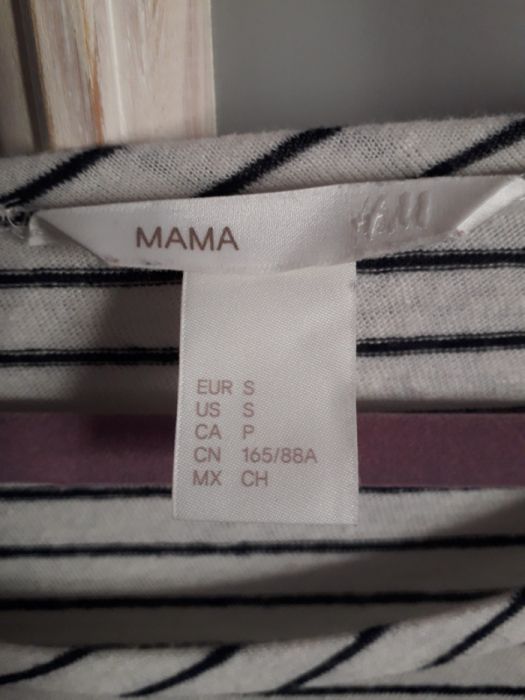 MAMA
H&M
EUR S
US S
CA P
CN 165/88A
MX CH